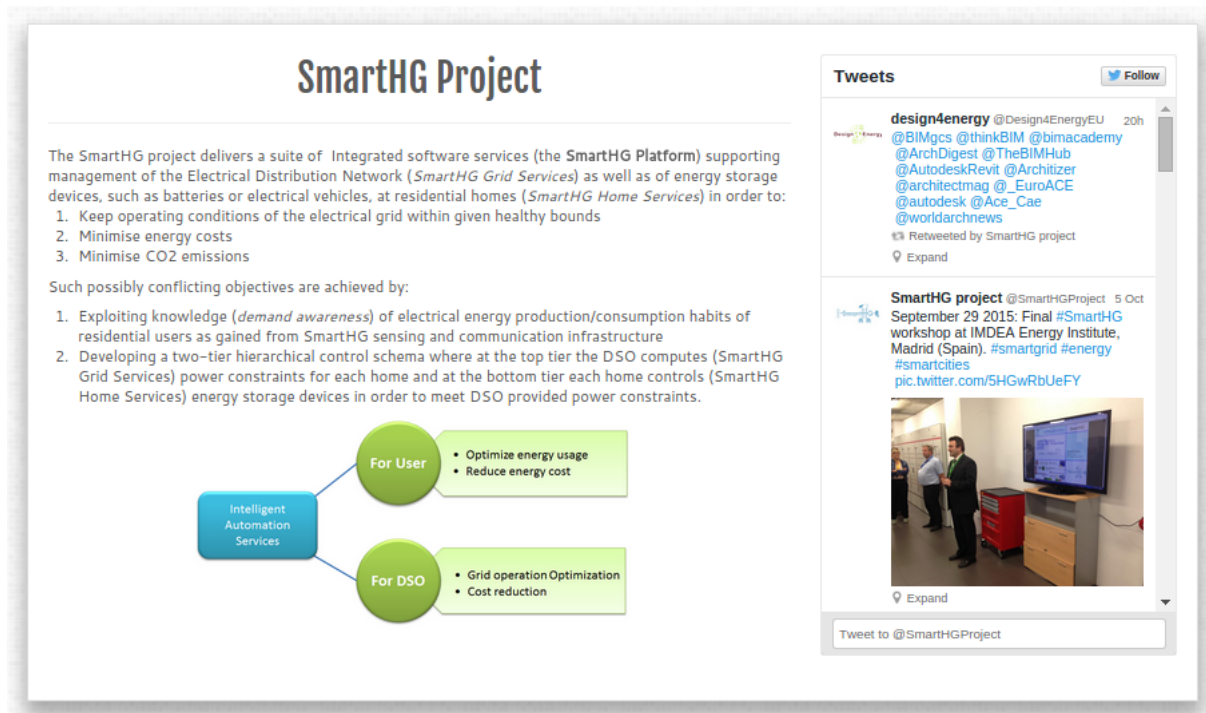 SmartHG Project
The SmartHG project delivers a suite of Integrated software services (the SmartHG Platform) supporting
management of the Electrical Distribution Network (SmartHG Grid Services) as well as of energy storage
devices, such as batteries or electrical vehicles, at residential homes (SmartHG Home Services) in order to:
1. Keep operating conditions of the electrical grid within given healthy bounds
2. Minimise energy costs
3. Minimise CO2 emissions
Such possibly conflicting objectives are achieved by:
1. Exploiting knowledge (demand awareness) of electrical energy production/consumption habits of
residential users as gained from SmartHG sensing and communication infrastructure
2. Developing a two-tier hierarchical control schema where at the top tier the DSO computes (SmartHG
Grid Services) power constraints for each home and at the bottom tier each home controls (SmartHG
Home Services) energy storage devices in order to meet DSO provided power constraints.
Intelligent
Automation
Services
For User
• Optimize energy usage
• Reduce energy cost
For DSO
• Grid operation Optimization
• Cost reduction
Tweets
Follow
design4energy @Design4EnergyEU 20h
Design4Energy
@BIMgcs @thinkBIM @bimacademy
@ArchDigest @TheBIMHub
@AutodeskRevit @Architizer
@architectmag @_EuroACE
@autodesk @Ace_Cae
@worldarchnews
Retweeted by SmartHG project
Expand
SmartHG project @SmartHGProject 5 Oct
September 29 2015: Final #SmartHG
workshop at IMDEA Energy Institute,
Madrid (Spain). #smartgrid #energy
#smartcities
pic.twitter.com/5HGwRbUeFY
Expand
Tweet to @SmartHGProject